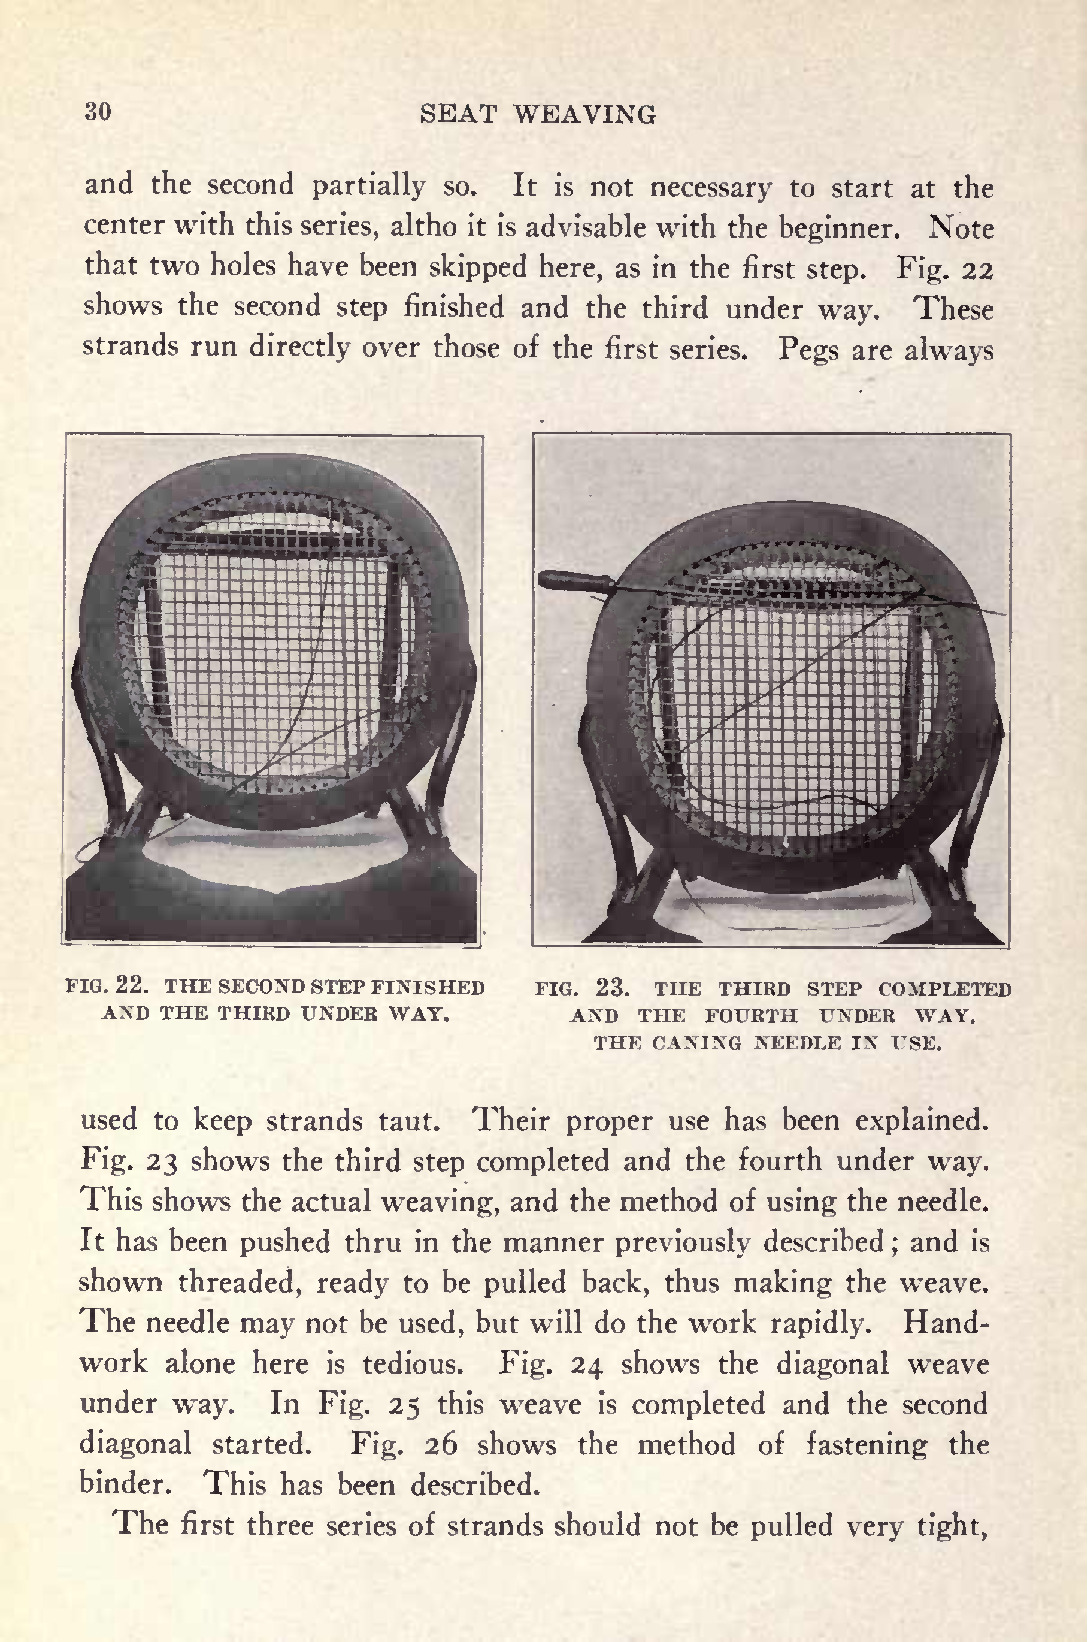 30 SEAT WEAVING
and the second partially so. It is not necessary to start at the
center with this series, altho it is advisable with the beginner. Note
that two holes have been skipped here, as in the first step. Fig. 22
shows the second step finished and the third under way. These
strands run directly over those of the first series. Pegs are always
FIG. 22. THE SECOND STEP FINISHED
AND THE THIRD UNDER WAY.
FIG. 23. THE THIRD STEP COMPLETED
AND THE FOURTH UNDER WAY.
THE CANING NEEDLE IN USE.
used to keep strands taut. Their proper use has been explained.
Fig. 23 shows the third step completed and the fourth under way.
This shows the actual weaving, and the method of using the needle.
It has been pushed thru in the manner previously described; and is
shown threaded, ready to be pulled back, thus making the weave.
The needle may not be used, but will do the work rapidly. Hand-
work alone here is tedious. Fig. 24 shows the diagonal weave
under way. In Fig. 25 this weave is completed and the second
diagonal started. Fig. 26 shows the method of fastening the
binder. This has been described.
The first three series of strands should not be pulled very tight,